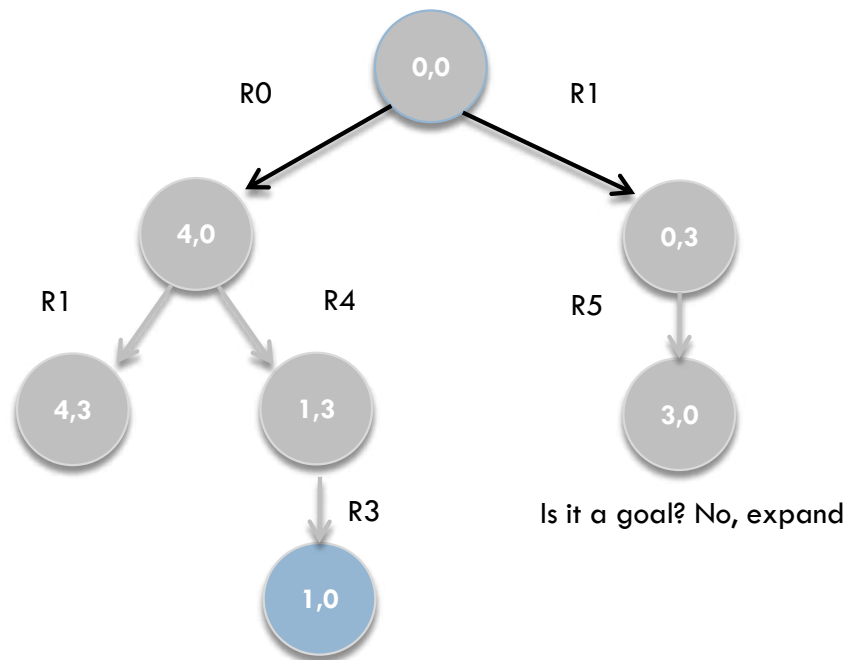 0,0
R0
R1
4,0
0,3
R1
R4
R5
4,3
1,3
3,0
R3
Is it a goal? No, expand
1,0